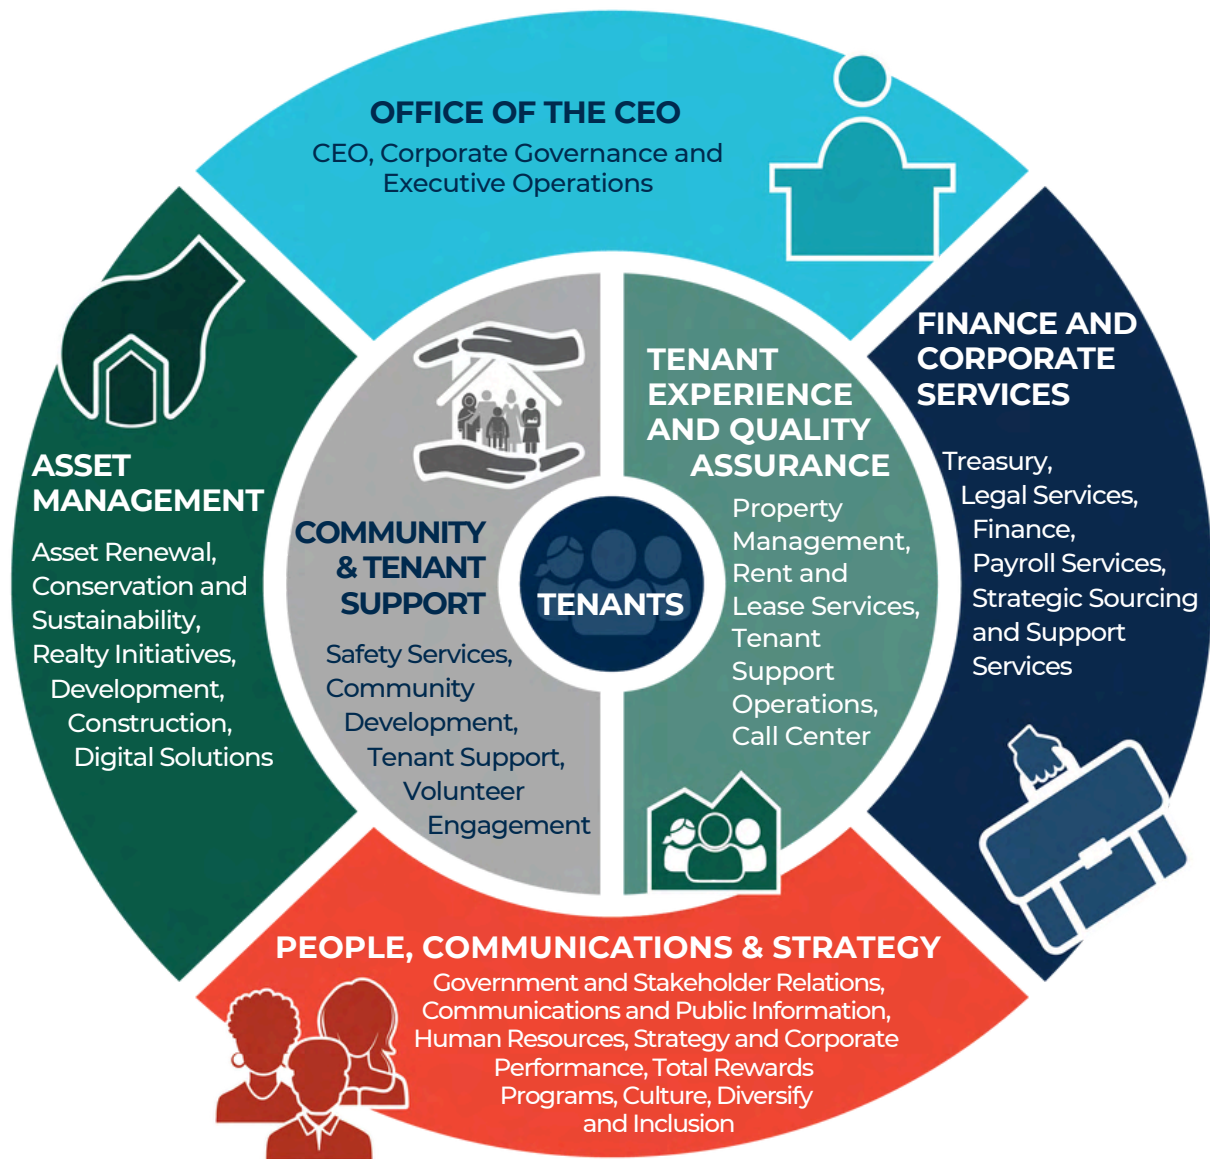 OFFICE OF THE CEO
CEO, Corporate Governance and
Executive Operations
FINANCE AND
CORPORATE
SERVICES
Treasury,
Legal Services,
Finance,
Payroll Services,
Strategic Sourcing
and Support
Services
TENANT
EXPERIENCE
AND QUALITY
ASSURANCE
Property
Management,
Rent and
Lease Services,
Tenant
Support
Operations,
Call Center
ASSET
MANAGEMENT
Asset Renewal,
Conservation and
Sustainability,
Realty Initiatives,
Development,
Construction,
Digital Solutions
COMMUNITY
& TENANT
SUPPORT
Safety Services,
Community
Development,
Tenant Support,
Volunteer
Engagement
TENANTS
PEOPLE, COMMUNICATIONS & STRATEGY
Government and Stakeholder Relations,
Communications and Public Information,
Human Resources, Strategy and Corporate
Performance, Total Rewards
Programs, Culture, Diversify
and Inclusion